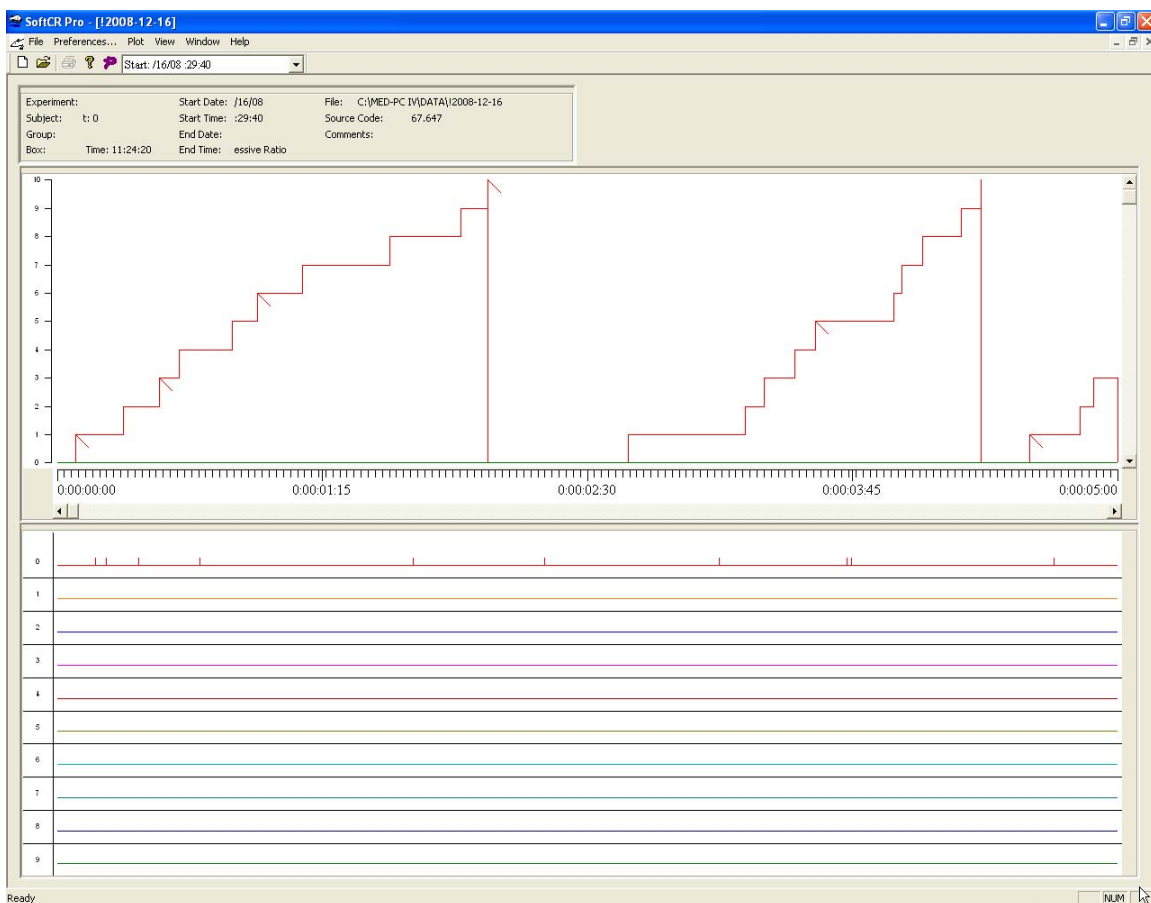 SoftCR Pro - [!2008-12-16]
File Preferences... Plot View Window Help
Start: /16/08 :29:40
Experiment: Start Date: /16/08 File: C:\MED-PC IV\DATA\!2008-12-16
Subject: t: 0 Start Time: :29:40 Source Code: 67.647
Group: End Date: Comments:
Box: Time: 11:24:20 End Time: essive Ratio
10
9
8
7
6
5
4
3
2
1
0
0:00:00:00 0:00:01:15 0:00:02:30 0:00:03:45 0:00:05:00
0
1
2
3
4
5
6
7
8
9
Ready NUM